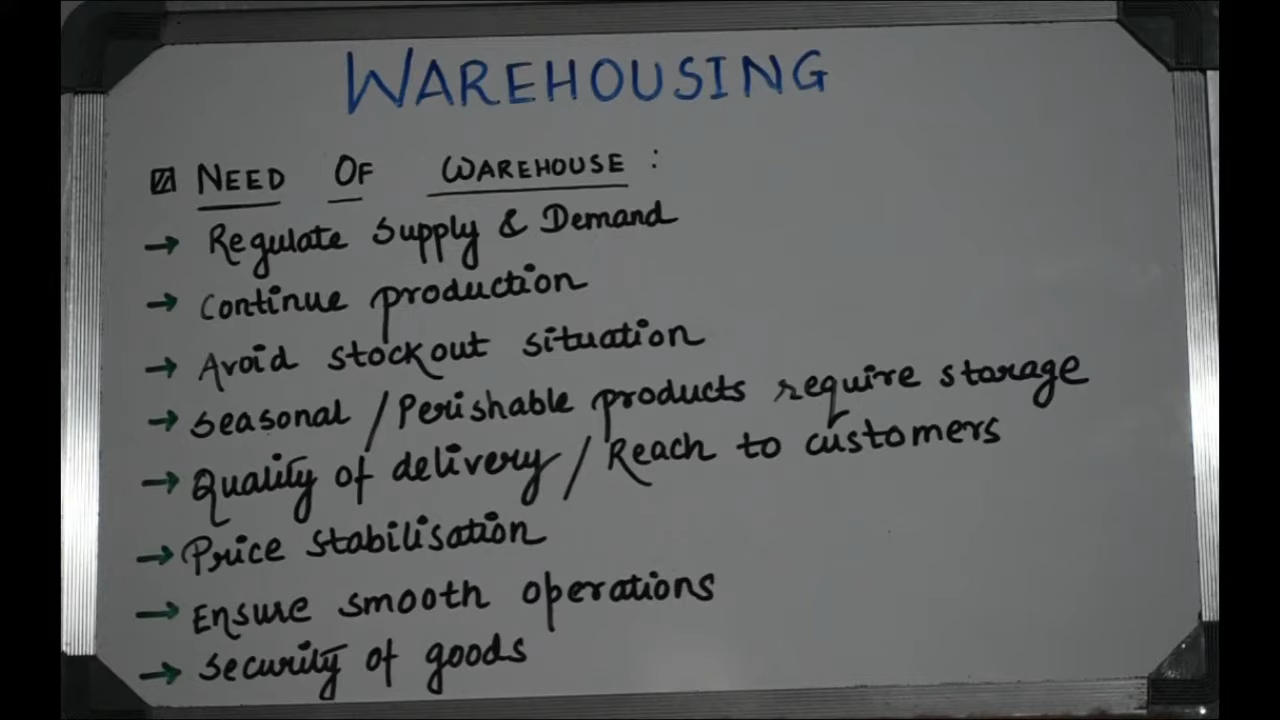 WAREHOUSING
NEED OF WAREHOUSE :
→ Regulate supply & Demand
→ Continue production
→ Avoid stockout situation
→ Seasonal / Perishable products require storage
→ Quality of delivery / Reach to customers
→ Price stabilisation
→ Ensure smooth operations
→ Security of goods